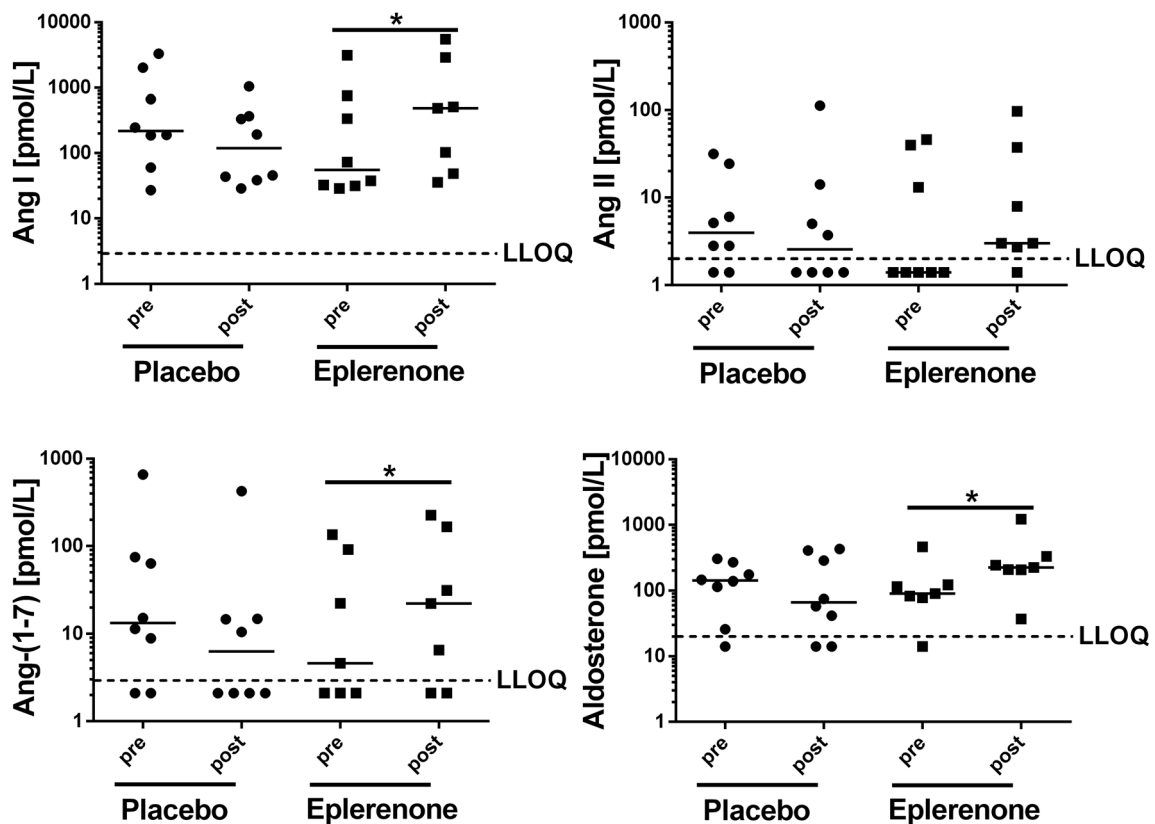 Ang I [pmol/L]
10000
1000
100
10
1
*
LLOQ
pre
post
pre
post
Placebo
Eplerenone
Ang II [pmol/L]
1000
100
10
1
LLOQ
pre
post
pre
post
Placebo
Eplerenone
Ang-(1-7) [pmol/L]
1000
100
10
1
*
LLOQ
pre
post
pre
post
Placebo
Eplerenone
Aldosterone [pmol/L]
10000
1000
100
10
1
*
LLOQ
pre
post
pre
post
Placebo
Eplerenone